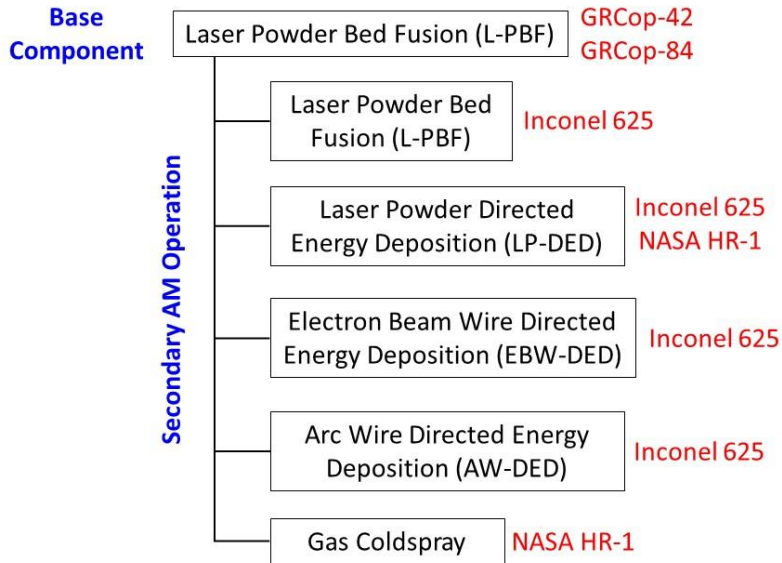 Base
Component
Laser Powder Bed Fusion (L-PBF)
GRCop-42
GRCop-84
Secondary AM Operation
Laser Powder Bed
Fusion (L-PBF)
Inconel 625
Laser Powder Directed
Energy Deposition (LP-DED)
Inconel 625
NASA HR-1
Electron Beam Wire Directed
Energy Deposition (EBW-DED)
Inconel 625
Arc Wire Directed Energy
Deposition (AW-DED)
Inconel 625
Gas Coldspray
NASA HR-1